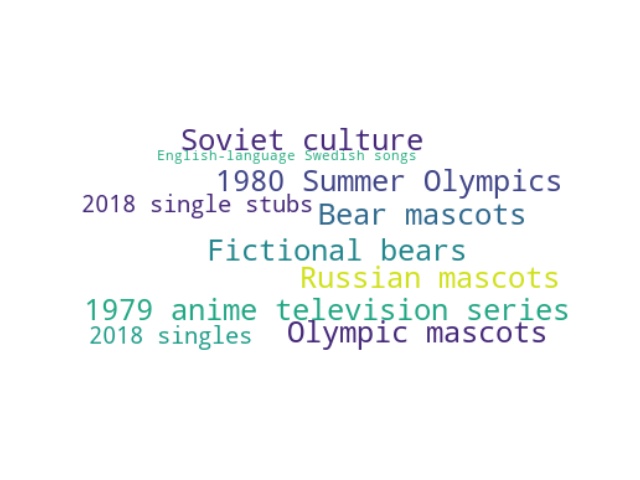 Soviet culture
English-language Swedish songs
1980 Summer Olympics
2018 single stubs
Bear mascots
Fictional bears
Russian mascots
1979 anime television series
2018 singles
Olympic mascots